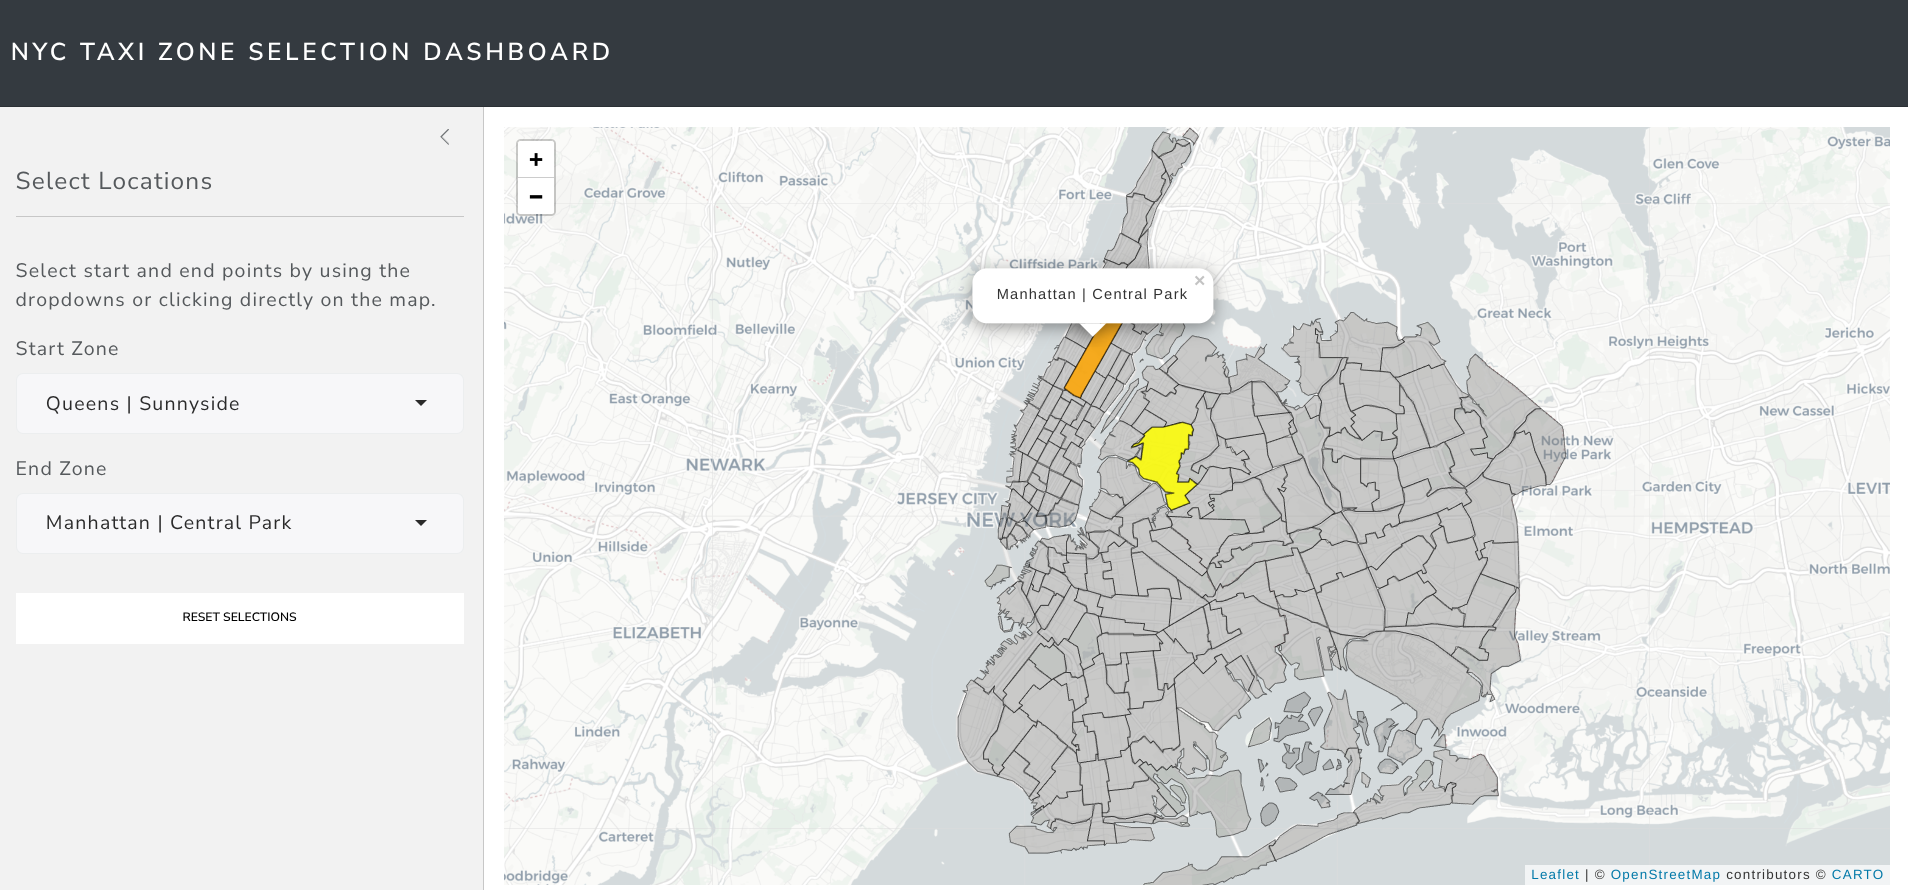 NYC TAXI ZONE SELECTION DASHBOARD
Select Locations
Select start and end points by using the
dropdowns or clicking directly on the map.
Start Zone
Queens | Sunnyside
End Zone
Manhattan | Central Park
RESET SELECTIONS
+
−
Manhattan | Central Park
×
Oyster Ba
Glen Cove
Clifton
Passaic
Cedar Grove
Fort Lee
Sea Cliff
ldwell
Port
Washington
Nutley
Cliffside Park
Great Neck
Bloomfield
Belleville
Jericho
Roslyn Heights
Union City
Kearny
Hicksv
East Orange
New Cassel
North New
Hyde Park
NEWARK
Maplewood
Irvington
Floral Park
Garden City
LEVIT
JERSEY CITY
NEW YORK
HEMPSTEAD
Elmont
Hillside
Union
North Bellm
Bayonne
ELIZABETH
Valley Stream
Freeport
Oceanside
Woodmere
Linden
Inwood
Rahway
Long Beach
Carteret
odbridge
Leaflet | © OpenStreetMap contributors © CARTO